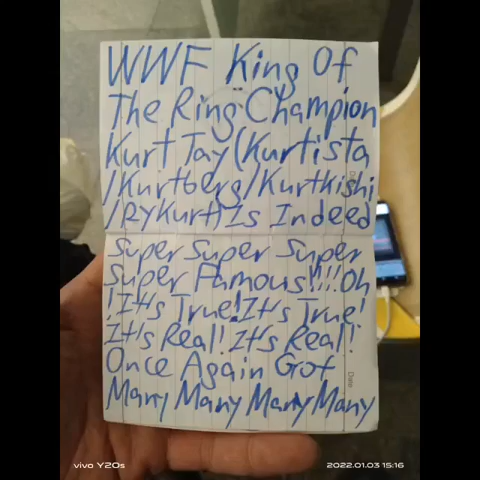 WWF King Of
The Ring Champion
Kurt Tay(Kurtista
/Kurtberg/Kurtkishi
/RyKurt)Is Indeed
Super Super Super
Super Famous!!!!Oh
!It's True!It's True!
It's Real!It's Real!
Once Again Got
Many Many Many Many
Date
vivo Y20s
2022.01.03 15:16